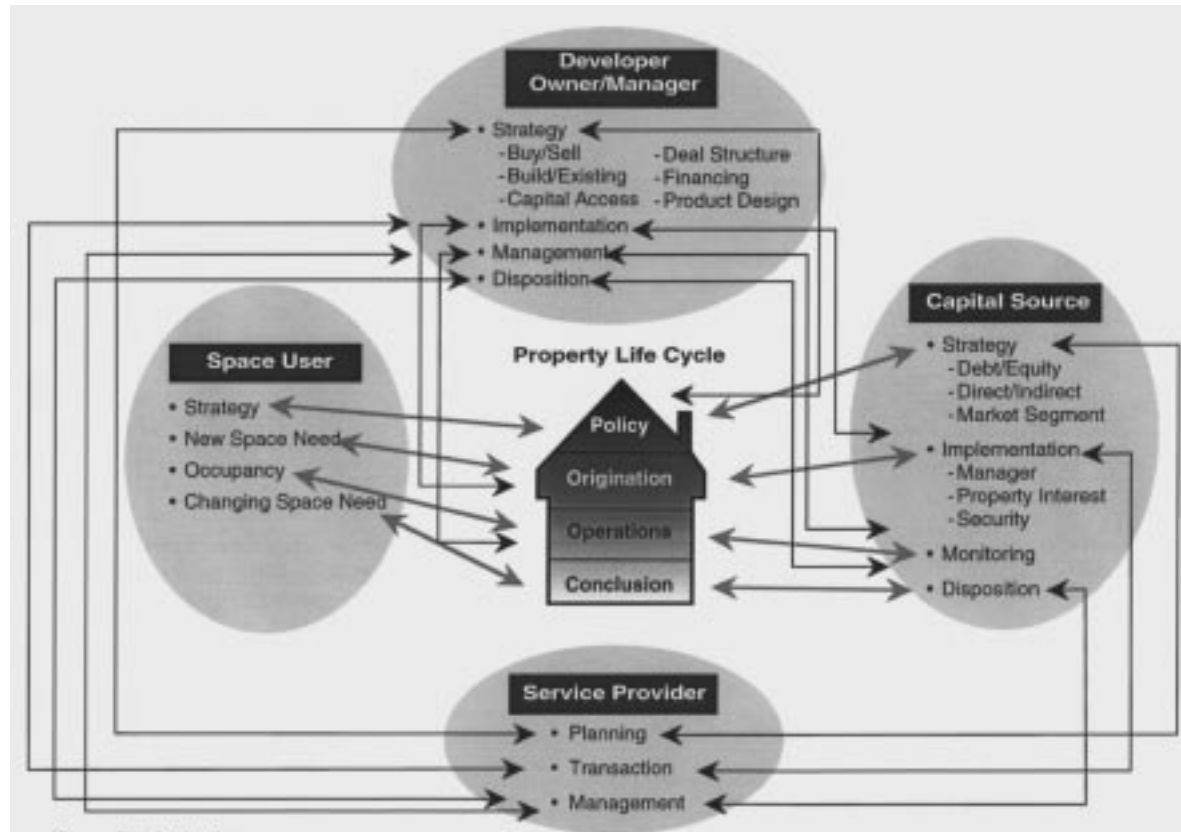 Developer
Owner/Manager
• Strategy
- Buy/Sell
- Build/Existing
- Capital Access
- Deal Structure
- Financing
- Product Design
• Implementation
• Management
• Disposition
Space User
• Strategy
• New Space Need
• Occupancy
• Changing Space Need
Property Life Cycle
Policy
Origination
Operations
Conclusion
Capital Source
• Strategy
- Debt/Equity
- Direct/Indirect
- Market Segment
• Implementation
- Manager
- Property Interest
- Security
• Monitoring
• Disposition
Service Provider
• Planning
• Transaction
• Management